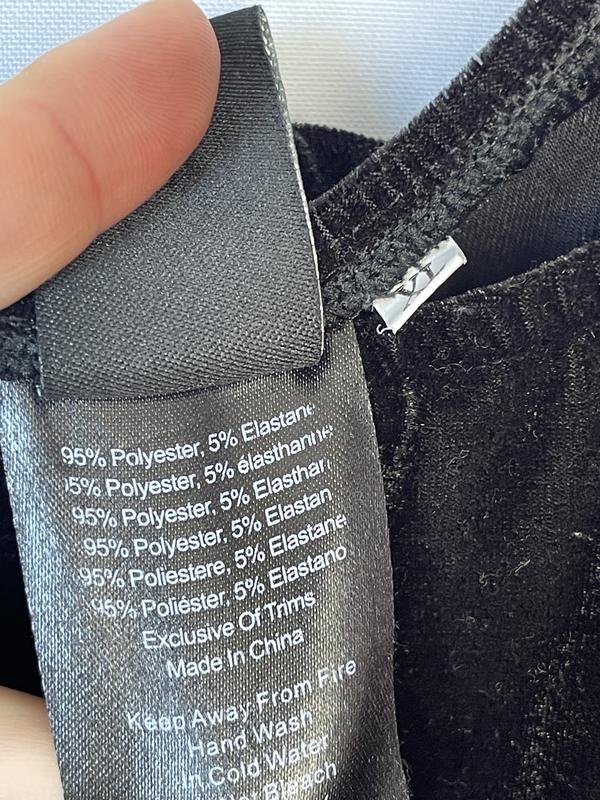 XL
95% Polyester, 5% Elastane
95% Polyester, 5% élasthanne
95% Polyester, 5% Elasthan
95% Polyester, 5% Elastan
95% Poliestere, 5% Elastane
95% Poliéster, 5% Elastano
Exclusive Of Trims
Made In China
Keep Away From Fire
Hand Wash
In Cold Water
Bleach